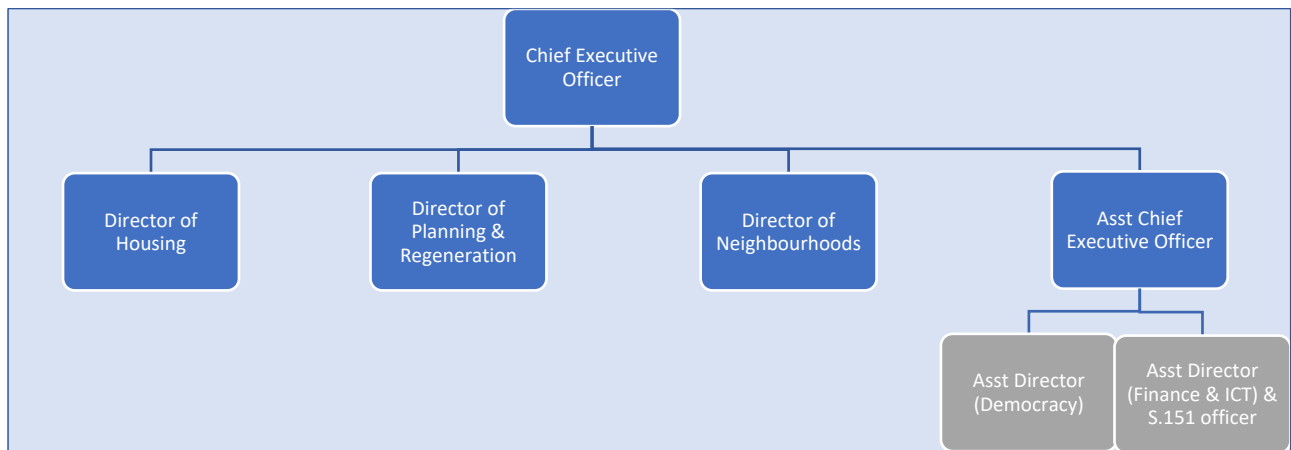 Chief Executive
Officer
Director of
Housing
Director of
Planning &
Regeneration
Director of
Neighbourhoods
Asst Chief
Executive Officer
Asst Director
(Democracy)
Asst Director
(Finance & ICT) &
S.151 officer